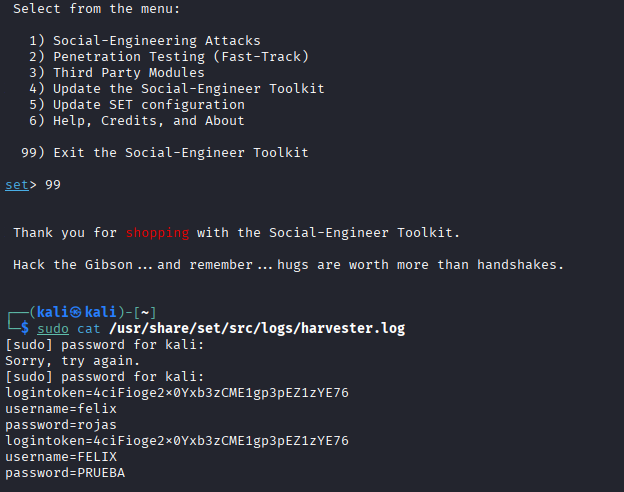 Select from the menu:
1) Social-Engineering Attacks
2) Penetration Testing (Fast-Track)
3) Third Party Modules
4) Update the Social-Engineer Toolkit
5) Update SET configuration
6) Help, Credits, and About
99) Exit the Social-Engineer Toolkit
set> 99
Thank you for shopping with the Social-Engineer Toolkit.
Hack the Gibson...and remember...hugs are worth more than handshakes.
┌──(kali㉿kali)-[~]
└─$ sudo cat /usr/share/set/src/logs/harvester.log
[sudo] password for kali:
Sorry, try again.
[sudo] password for kali:
logintoken=4ciFioge2×0Yxb3zCME1gp3pEZ1zYE76
username=felix
password=rojas
logintoken=4ciFioge2×0Yxb3zCME1gp3pEZ1zYE76
username=FELIX
password=PRUEBA